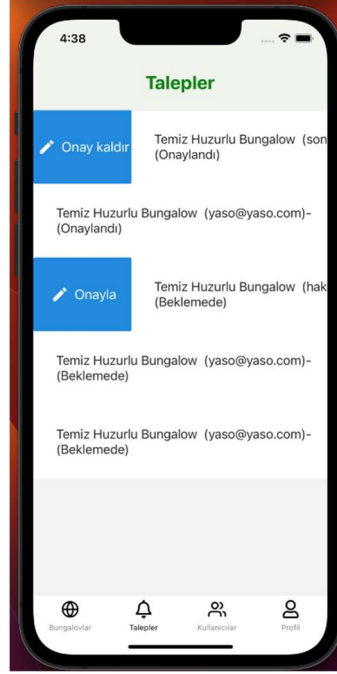 4:38
Talepler
Onay kaldır
Temiz Huzurlu Bungalow (son
(Onaylandı)
Temiz Huzurlu Bungalow (yaso@yaso.com)-
(Onaylandı)
Onayla
Temiz Huzurlu Bungalow (hak
(Beklemede)
Temiz Huzurlu Bungalow (yaso@yaso.com)-
(Beklemede)
Temiz Huzurlu Bungalow (yaso@yaso.com)-
(Beklemede)
Bungalovlar
Talepler
Kullanıcılar
Profil